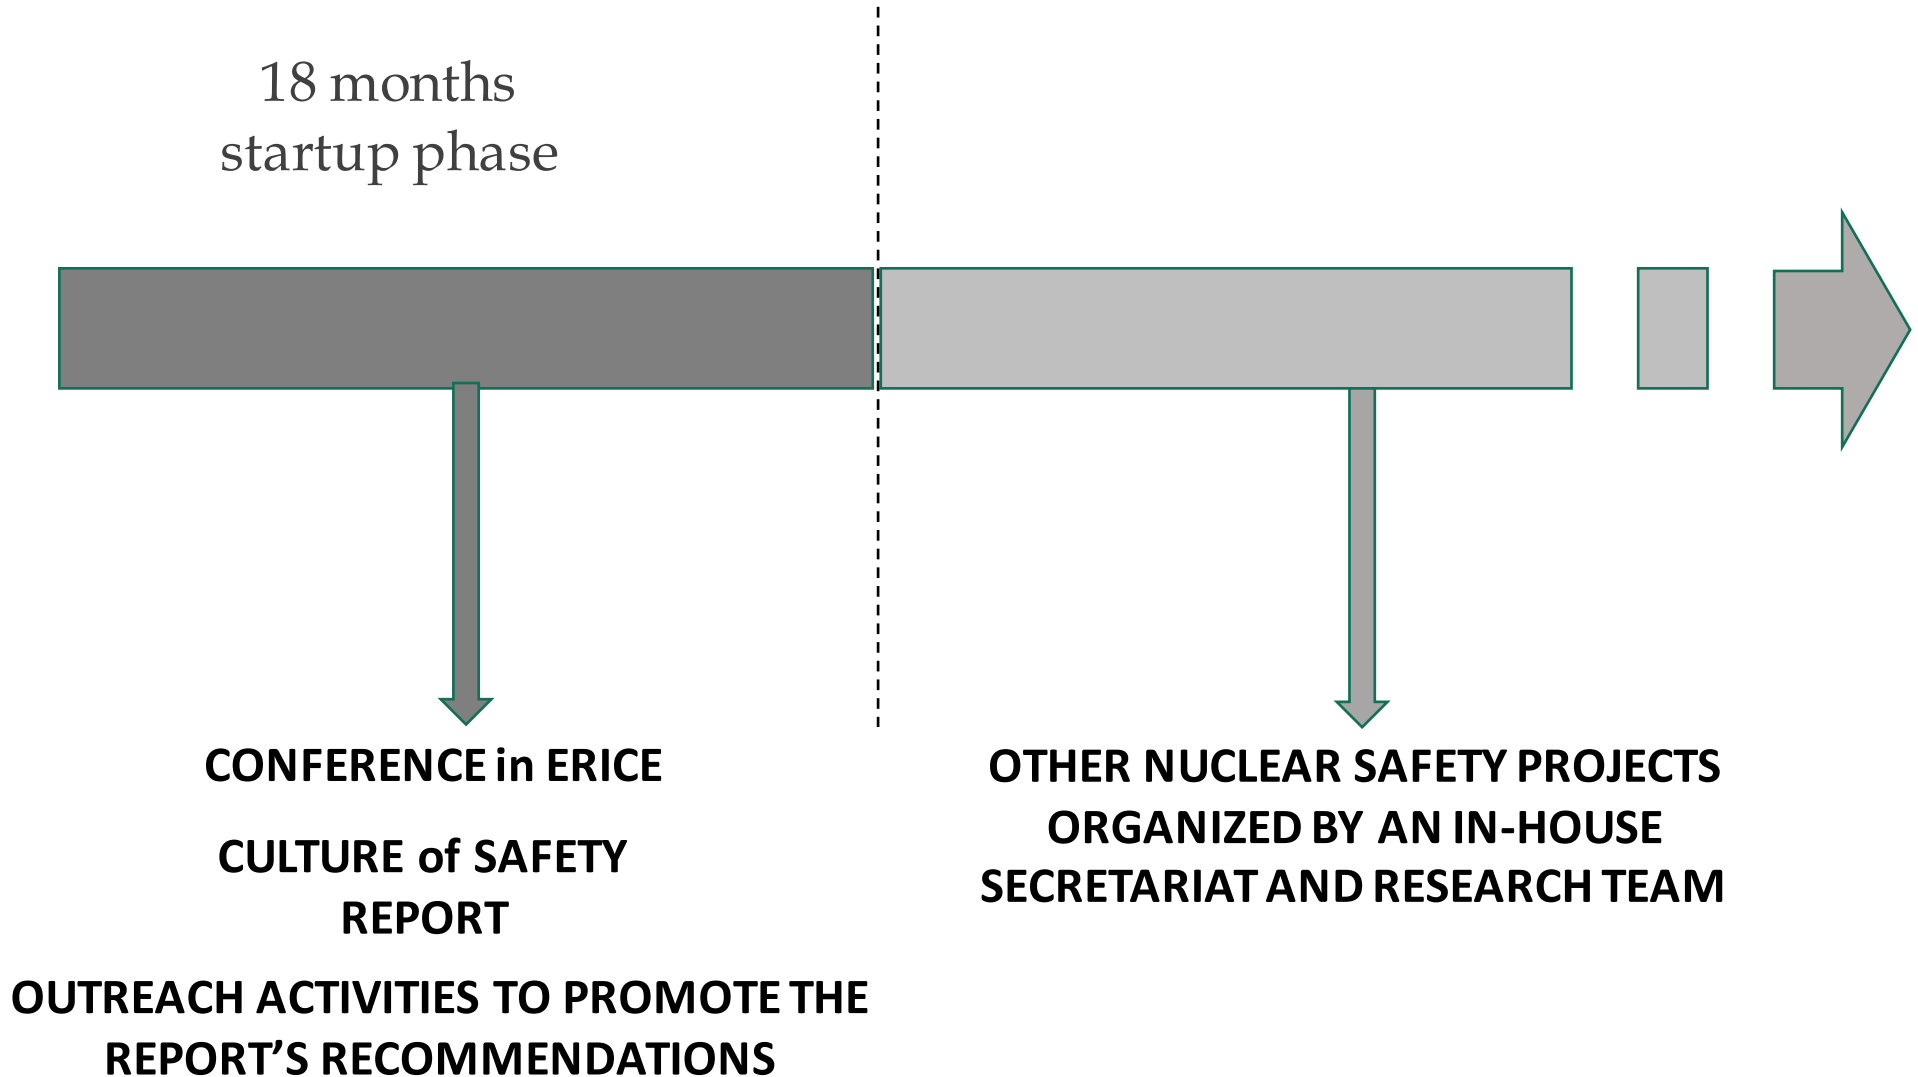 18 months
startup phase
CONFERENCE in ERICE
CULTURE of SAFETY
REPORT
OUTREACH ACTIVITIES TO PROMOTE THE
REPORT’S RECOMMENDATIONS
OTHER NUCLEAR SAFETY PROJECTS
ORGANIZED BY AN IN-HOUSE
SECRETARIAT AND RESEARCH TEAM